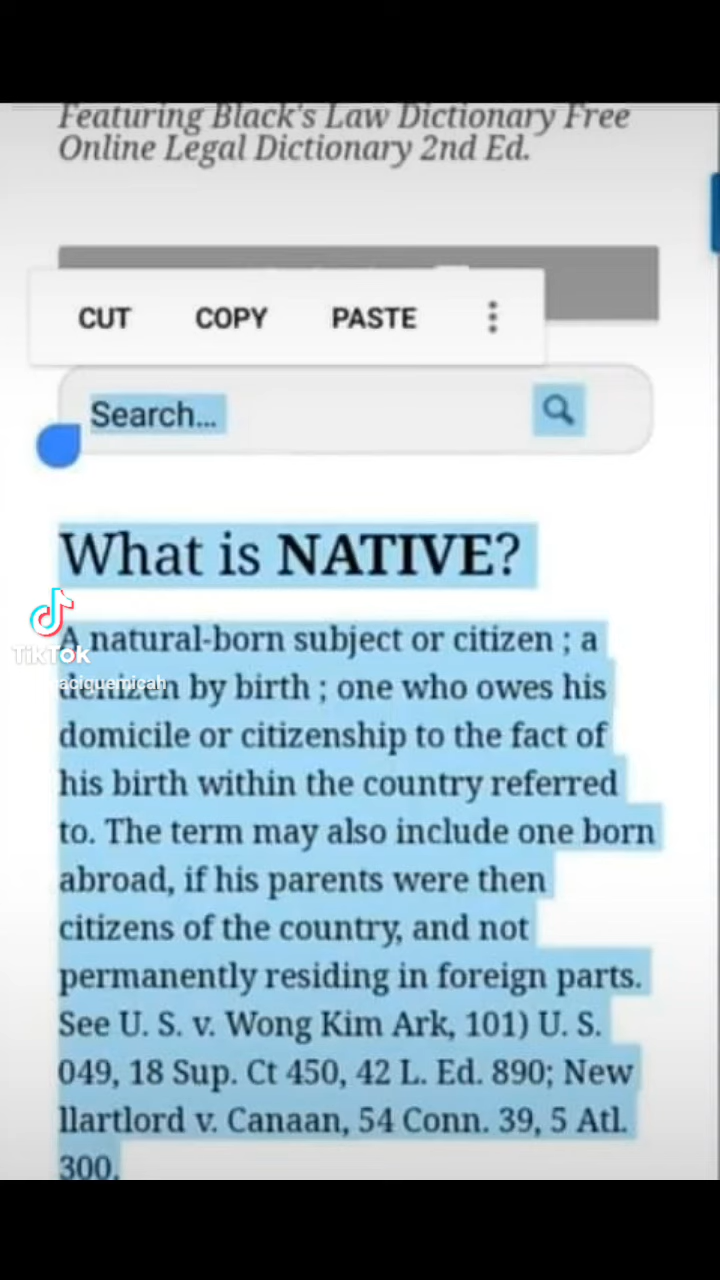 Featuring Black's Law Dictionary Free
Online Legal Dictionary 2nd Ed.
CUT COPY PASTE
Search...
What is NATIVE?
A natural-born subject or citizen ; a
denizen by birth ; one who owes his
domicile or citizenship to the fact of
his birth within the country referred
to. The term may also include one born
abroad, if his parents were then
citizens of the country, and not
permanently residing in foreign parts.
See U. S. v. Wong Kim Ark, 101) U. S.
049, 18 Sup. Ct 450, 42 L. Ed. 890; New
llartlord v. Canaan, 54 Conn. 39, 5 Atl.
300.
TikTok
aciquemicah